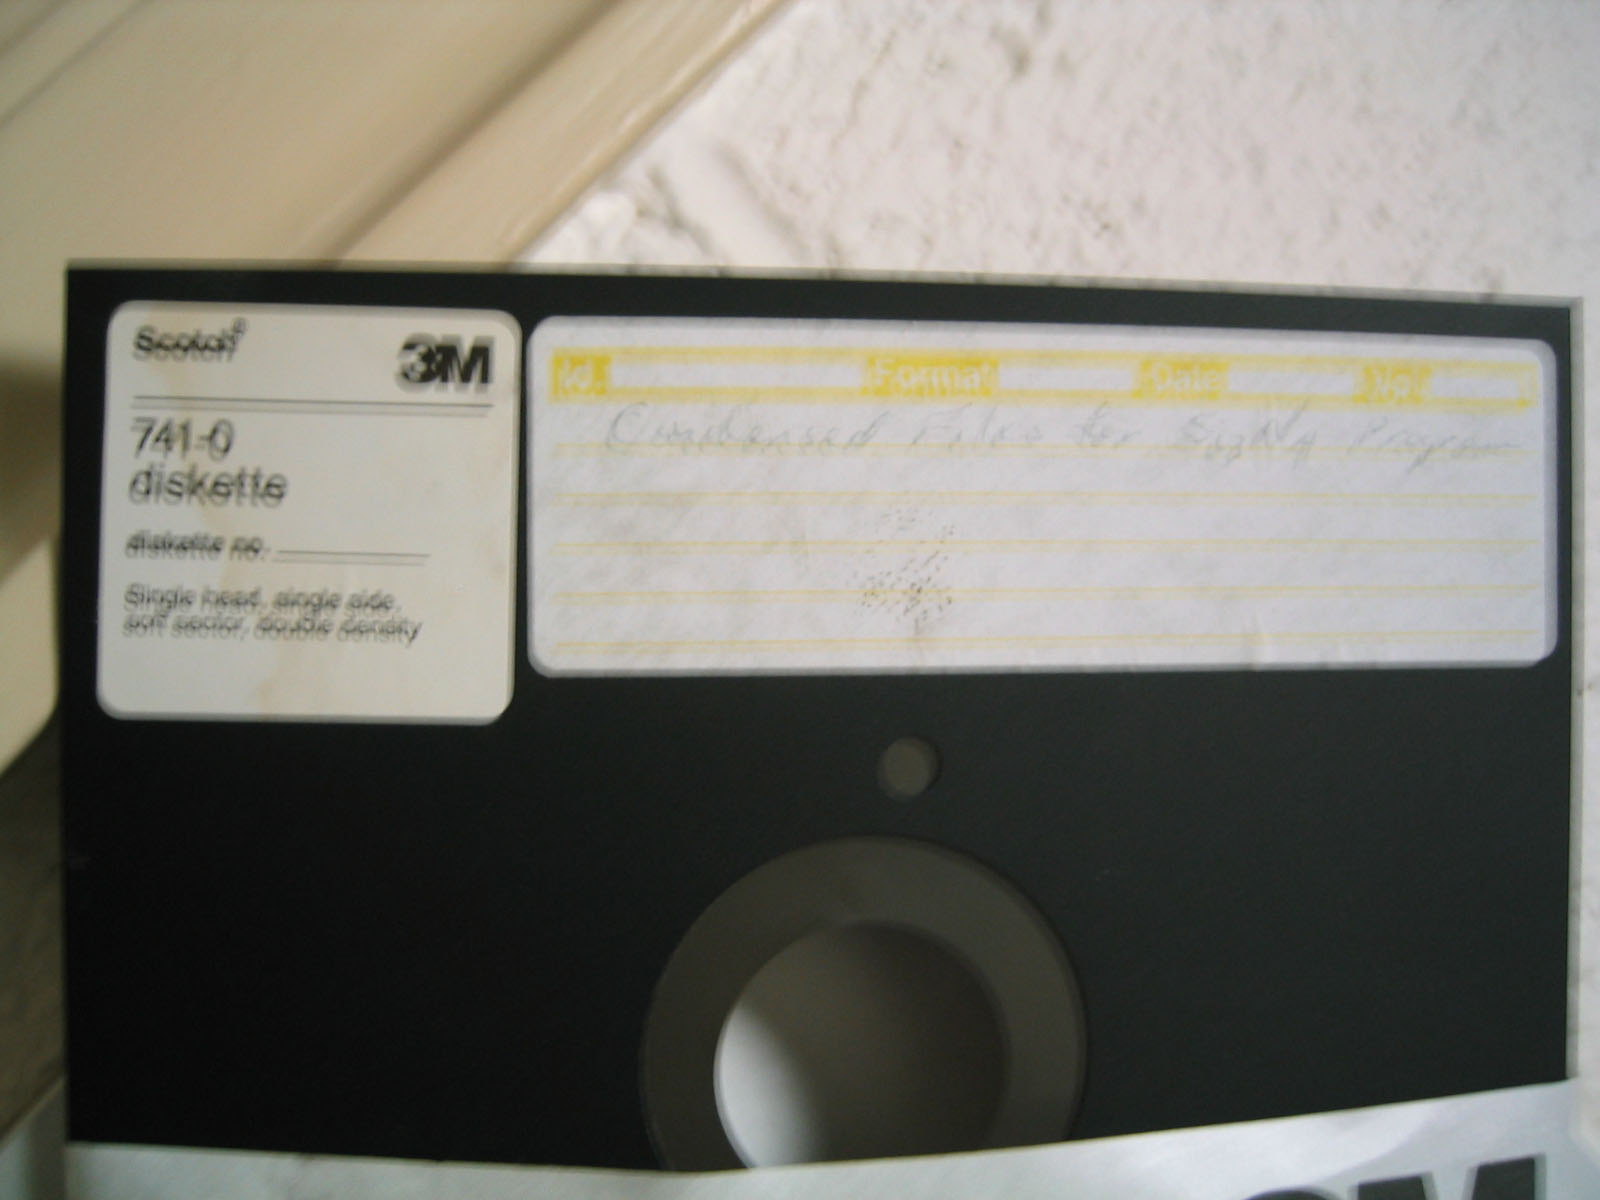 Scotch®
3M
741-0
diskette
diskette no.
Single head, single side,
soft sector, double density
Id. Format Date No.
Condensed Files for Program
3M